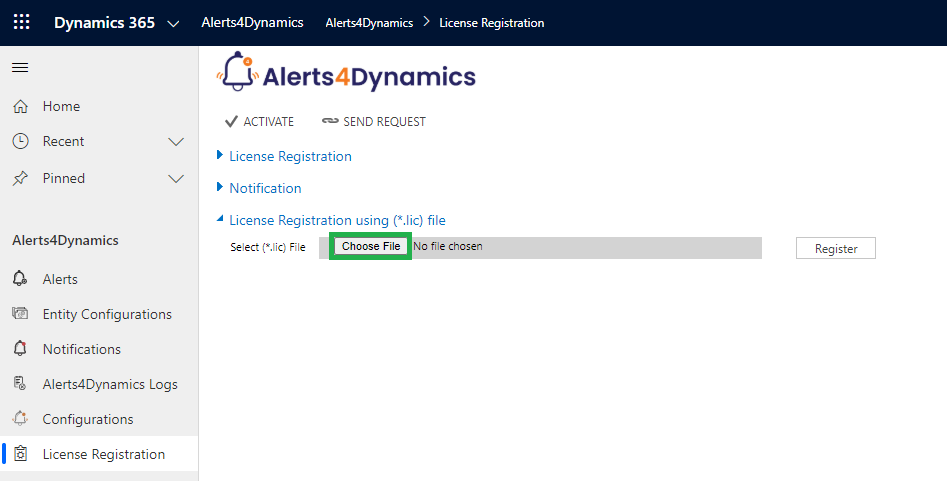 Dynamics 365 Alerts4Dynamics Alerts4Dynamics License Registration
Alerts4Dynamics
ACTIVATE SEND REQUEST
License Registration
Notification
License Registration using (*.lic) file
Select (*.lic) File Choose File No file chosen Register
Home
Recent
Pinned
Alerts4Dynamics
Alerts
Entity Configurations
Notifications
Alerts4Dynamics Logs
Configurations
License Registration